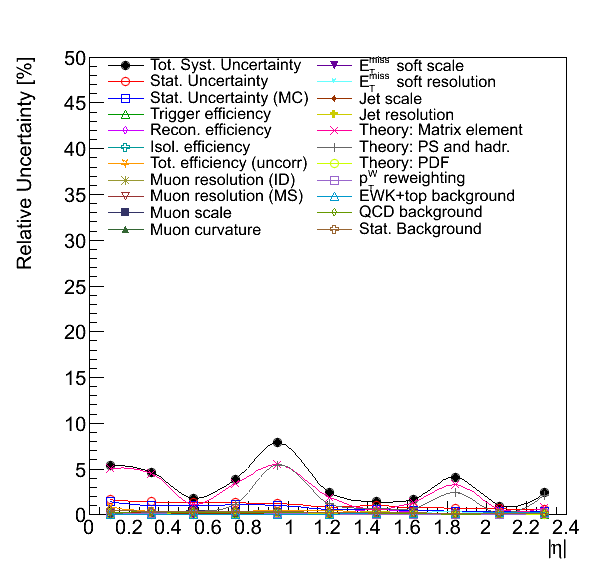 Relative Uncertainty [%]
50
45
40
35
30
25
20
15
10
5
0
Tot. Syst. Uncertainty
Stat. Uncertainty
Stat. Uncertainty (MC)
Trigger efficiency
Recon. efficiency
Isol. efficiency
Tot. efficiency (uncorr)
Muon resolution (ID)
Muon resolution (MS)
Muon scale
Muon curvature
E_T^miss soft scale
E_T^miss soft resolution
Jet scale
Jet resolution
Theory: Matrix element
Theory: PS and hadr.
Theory: PDF
p_T^W reweighting
EWK+top background
QCD background
Stat. Background
0 0.2 0.4 0.6 0.8 1 1.2 1.4 1.6 1.8 2 2.2 2.4
|η|